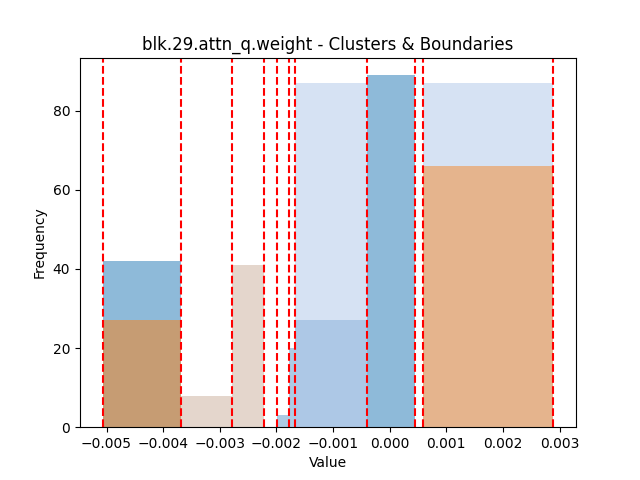 blk.29.attn_q.weight - Clusters & Boundaries
Frequency
80
60
40
20
0
−0.005 −0.004 −0.003 −0.002 −0.001 0.000 0.001 0.002 0.003
Value